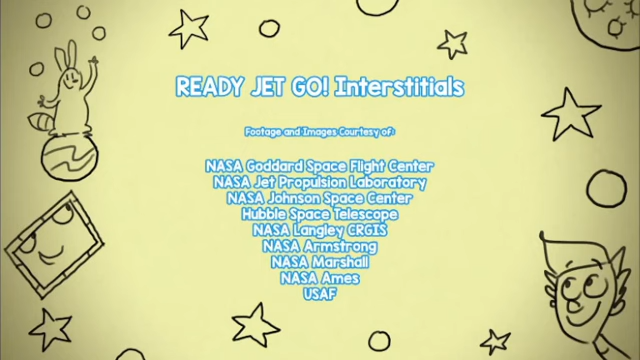 READY JET GO! Interstitials
Footage and Images Courtesy of:
NASA Goddard Space Flight Center
NASA Jet Propulsion Laboratory
NASA Johnson Space Center
Hubble Space Telescope
NASA Langley CRGIS
NASA Armstrong
NASA Marshall
NASA Ames
USAF